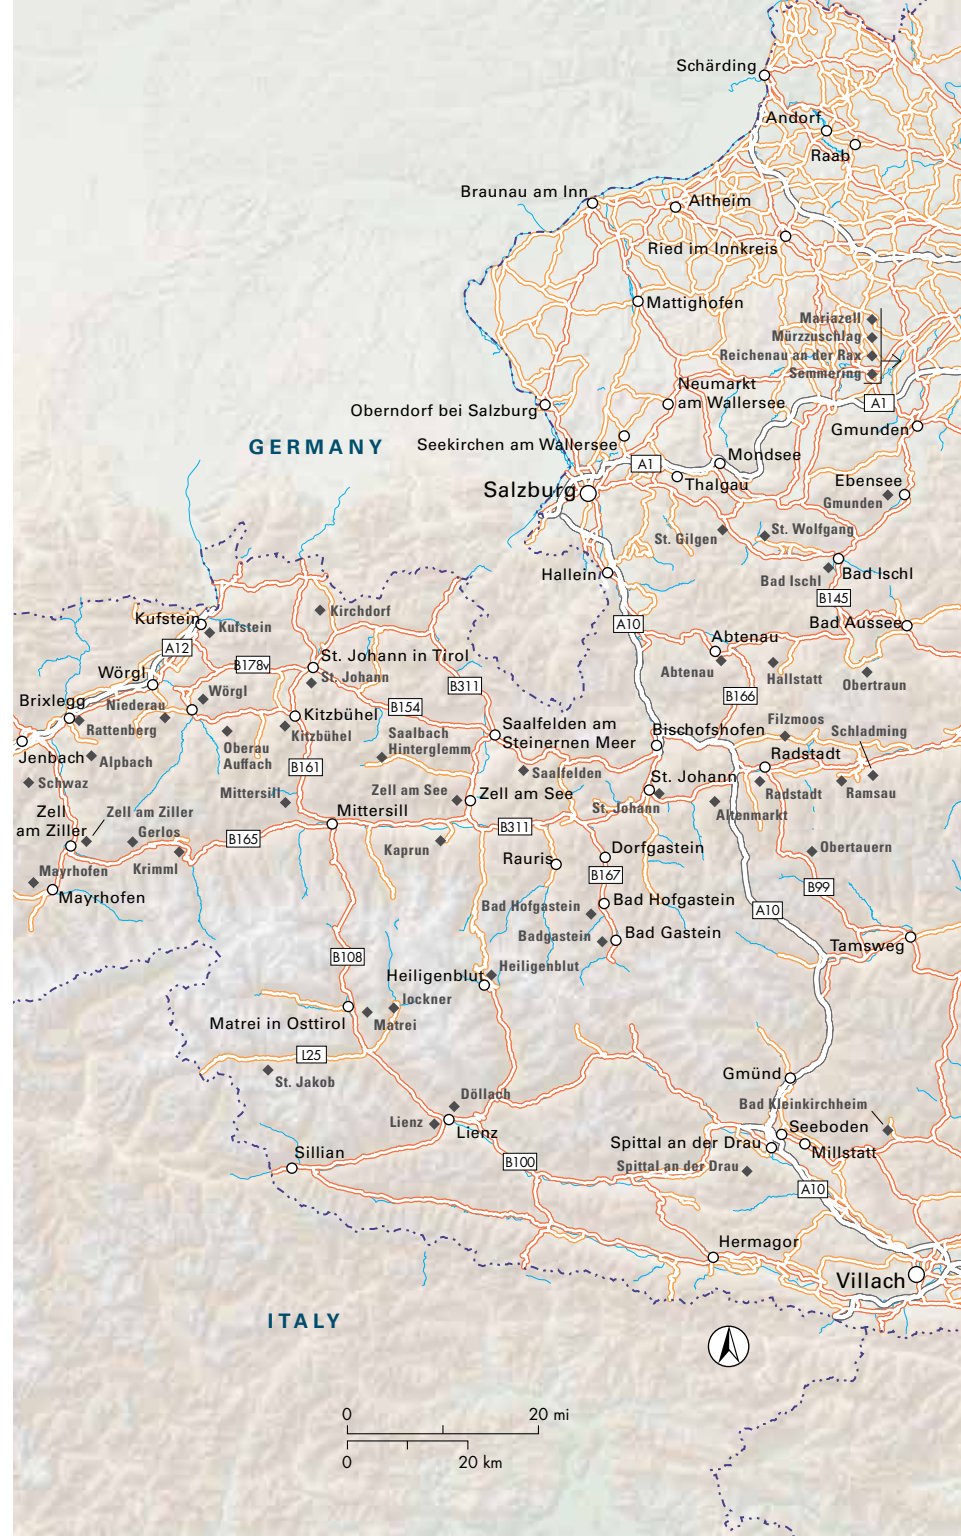 Schärding
Andorf
Raab
Braunau am Inn
Altheim
Ried im Innkreis
Mattighofen
Mariazell
Mürzzuschlag
Reichenau an der Rax
Semmering
Neumarkt
am Wallersee
A1
Oberndorf bei Salzburg
Gmunden
GERMANY
Seekirchen am Wallersee
Mondsee
A1
Thalgau
Ebensee
Salzburg
Gmunden
St. Gilgen
St. Wolfgang
Hallein
Bad Ischl
Bad Ischl
B145
Kirchdorf
Kufstein
Kufstein
A10
Bad Aussee
Abtenau
A12
St. Johann in Tirol
B178v
St. Johann
Abtenau
Hallstatt
Obertraun
Wörgl
B311
Wörgl
B166
Brixlegg
Niederau
Kitzbühel
B154
Filzmoos
Schladming
Rattenberg
Kitzbühel
Saalbach
Hinterglemm
Saalfelden am
Steinernen Meer
Bischofshofen
Oberau
Auffach
Jenbach
Alpbach
B161
Saalfelden
Radstadt
Schwaz
St. Johann
Radstadt
Ramsau
Mittersill
Zell am See
Zell am See
St. Johann
Altenmarkt
Zell
am Ziller
Zell am Ziller
Mittersill
Gerlos
B165
B311
Kaprun
Dorfgastein
Obertauern
Krimml
Rauris
Mayrhofen
B167
B99
Mayrhofen
Bad Hofgastein
Bad Hofgastein
A10
Badgastein
Bad Gastein
Tamsweg
B108
Heiligenblut
Heiligenblut
lockner
Matrei in Osttirol
Matrei
L25
St. Jakob
Gmünd
Döllach
Bad Kleinkirchheim
Lienz
Lienz
Seeboden
Spittal an der Drau
Millstatt
Sillian
B100
Spittal an der Drau
A10
Hermagor
Villach
ITALY
0 20 mi
0 20 km